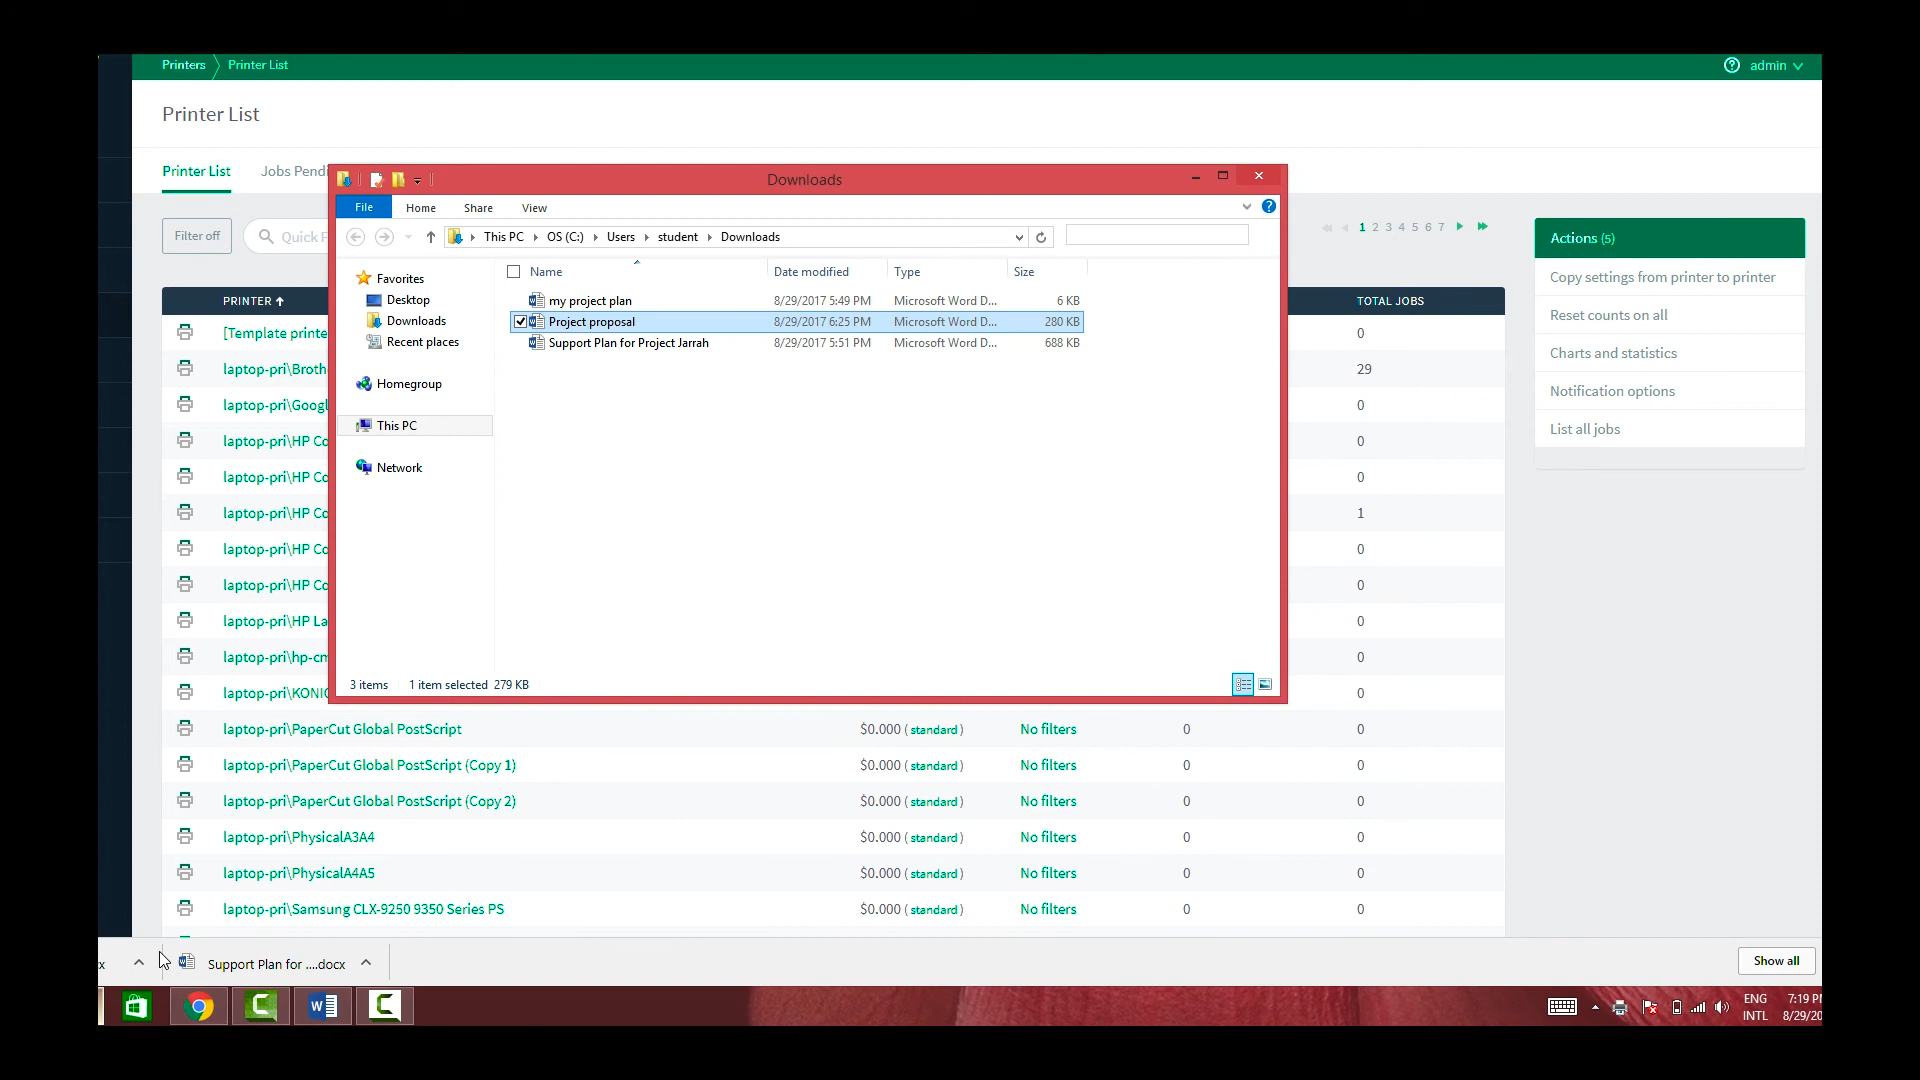 Printers Printer List admin
Printer List
Printer List Jobs Pendi
Filter off Quick F
1 2 3 4 5 6 7
Actions (5)
Copy settings from printer to printer
Reset counts on all
Charts and statistics
Notification options
List all jobs
Downloads
File Home Share View
This PC OS (C:) Users student Downloads
Favorites
Desktop
Downloads
Recent places
Homegroup
This PC
Network
Name Date modified Type Size
my project plan 8/29/2017 5:49 PM Microsoft Word D... 6 KB
Project proposal 8/29/2017 6:25 PM Microsoft Word D... 280 KB
Support Plan for Project Jarrah 8/29/2017 5:51 PM Microsoft Word D... 688 KB
3 items 1 item selected 279 KB
PRINTER TOTAL JOBS
[Template printe 0
laptop-pri\Broth 29
laptop-pri\Googl 0
laptop-pri\HP Co 0
laptop-pri\HP Co 0
laptop-pri\HP Co 1
laptop-pri\HP Co 0
laptop-pri\HP Co 0
laptop-pri\HP La 0
laptop-pri\hp-cm 0
laptop-pri\KONIC 0
laptop-pri\PaperCut Global PostScript $0.000 ( standard ) No filters 0 0
laptop-pri\PaperCut Global PostScript (Copy 1) $0.000 ( standard ) No filters 0 0
laptop-pri\PaperCut Global PostScript (Copy 2) $0.000 ( standard ) No filters 0 0
laptop-pri\PhysicalA3A4 $0.000 ( standard ) No filters 0 0
laptop-pri\PhysicalA4A5 $0.000 ( standard ) No filters 0 0
laptop-pri\Samsung CLX-9250 9350 Series PS $0.000 ( standard ) No filters 0 0
x Support Plan for ....docx Show all
ENG 7:19 PM
INTL 8/29/20